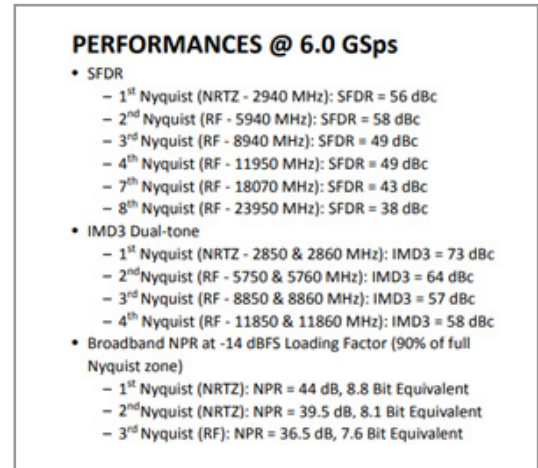 PERFORMANCES @ 6.0 GSps
• SFDR
– 1st Nyquist (NRTZ - 2940 MHz): SFDR = 56 dBc
– 2nd Nyquist (RF - 5940 MHz): SFDR = 58 dBc
– 3rd Nyquist (RF - 8940 MHz): SFDR = 49 dBc
– 4th Nyquist (RF - 11950 MHz): SFDR = 49 dBc
– 7th Nyquist (RF - 18070 MHz): SFDR = 43 dBc
– 8th Nyquist (RF - 23950 MHz): SFDR = 38 dBc
• IMD3 Dual-tone
– 1st Nyquist (NRTZ - 2850 & 2860 MHz): IMD3 = 73 dBc
– 2nd Nyquist (RF - 5750 & 5760 MHz): IMD3 = 64 dBc
– 3rd Nyquist (RF - 8850 & 8860 MHz): IMD3 = 57 dBc
– 4th Nyquist (RF - 11850 & 11860 MHz): IMD3 = 58 dBc
• Broadband NPR at -14 dBFS Loading Factor (90% of full
Nyquist zone)
– 1st Nyquist (NRTZ): NPR = 44 dB, 8.8 Bit Equivalent
– 2nd Nyquist (NRTZ): NPR = 39.5 dB, 8.1 Bit Equivalent
– 3rd Nyquist (RF): NPR = 36.5 dB, 7.6 Bit Equivalent